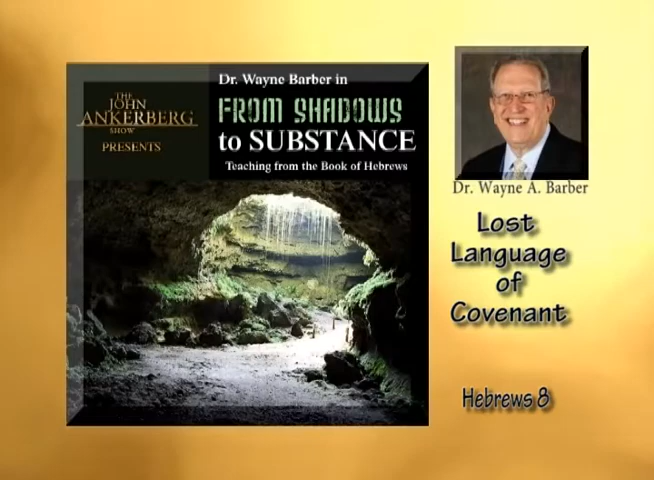 THE
JOHN
ANKERBERG
SHOW
PRESENTS
Dr. Wayne Barber in
FROM SHADOWS
to SUBSTANCE
Teaching from the Book of Hebrews
Dr. Wayne A. Barber
Lost
Language
of
Covenant
Hebrews 8